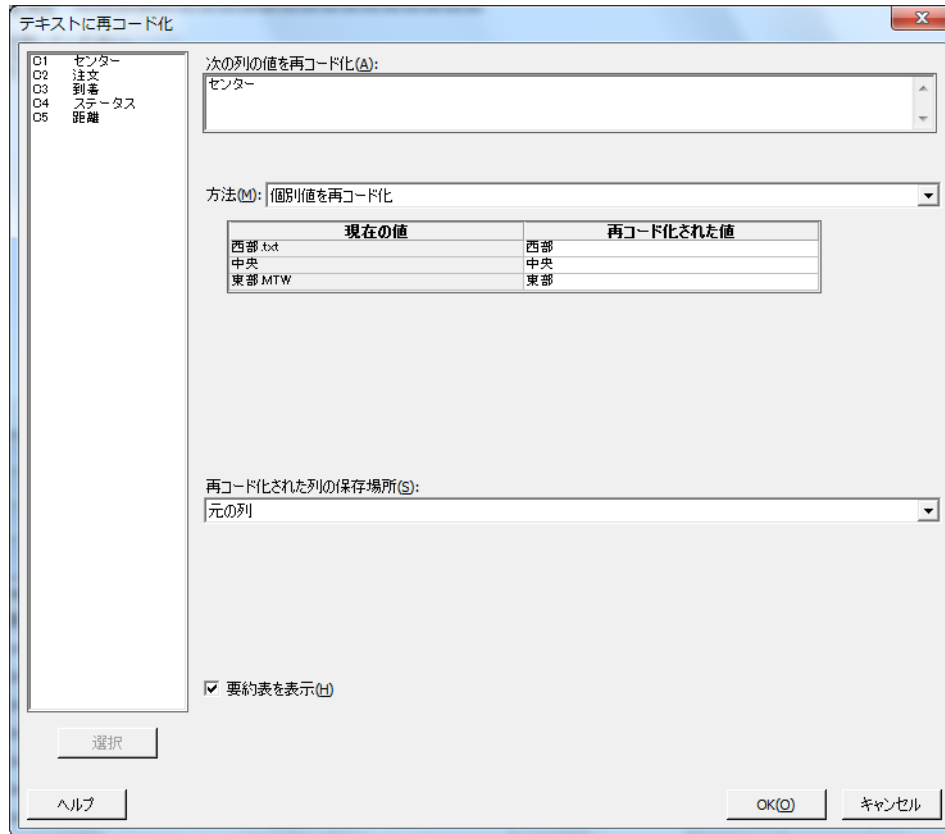 テキストに再コード化
C1 センター
C2 注文
C3 到着
C4 ステータス
C5 距離
次の列の値を再コード化(A):
センター
方法(M): 個別値を再コード化
現在の値 再コード化された値
西部.txt 西部
中央 中央
東部.MTW 東部
再コード化された列の保存場所(S):
元の列
要約表を表示(H)
選択
ヘルプ OK(O) キャンセル